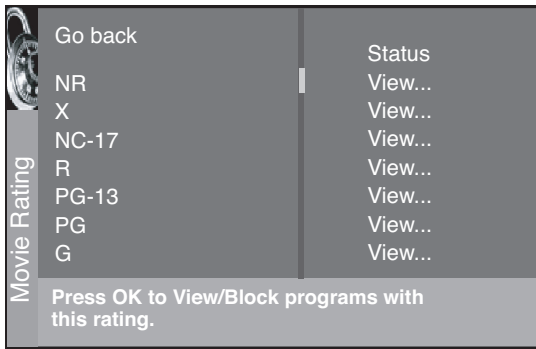 Movie Rating
Go back
Status
NR View...
X View...
NC-17 View...
R View...
PG-13 View...
PG View...
G View...
Press OK to View/Block programs with
this rating.